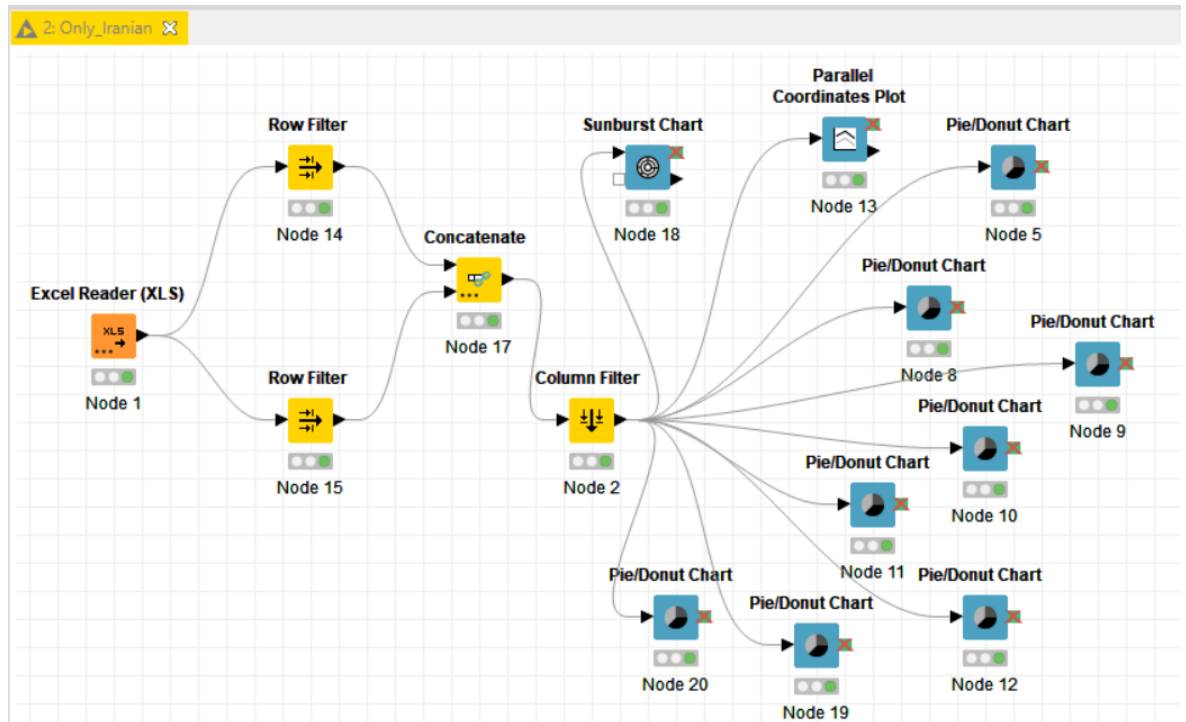 2: Only_Iranian
Parallel
Coordinates Plot
Row Filter
Sunburst Chart
Pie/Donut Chart
Node 14
Node 18
Node 13
Node 5
Concatenate
Pie/Donut Chart
Excel Reader (XLS)
Pie/Donut Chart
XLS
Node 17
Node 8
Row Filter
Column Filter
Node 1
Pie/Donut Chart
Node 9
Pie/Donut Chart
Node 15
Node 2
Node 10
Node 11
Pie/Donut Chart
Pie/Donut Chart
Pie/Donut Chart
Node 20
Node 19
Node 12